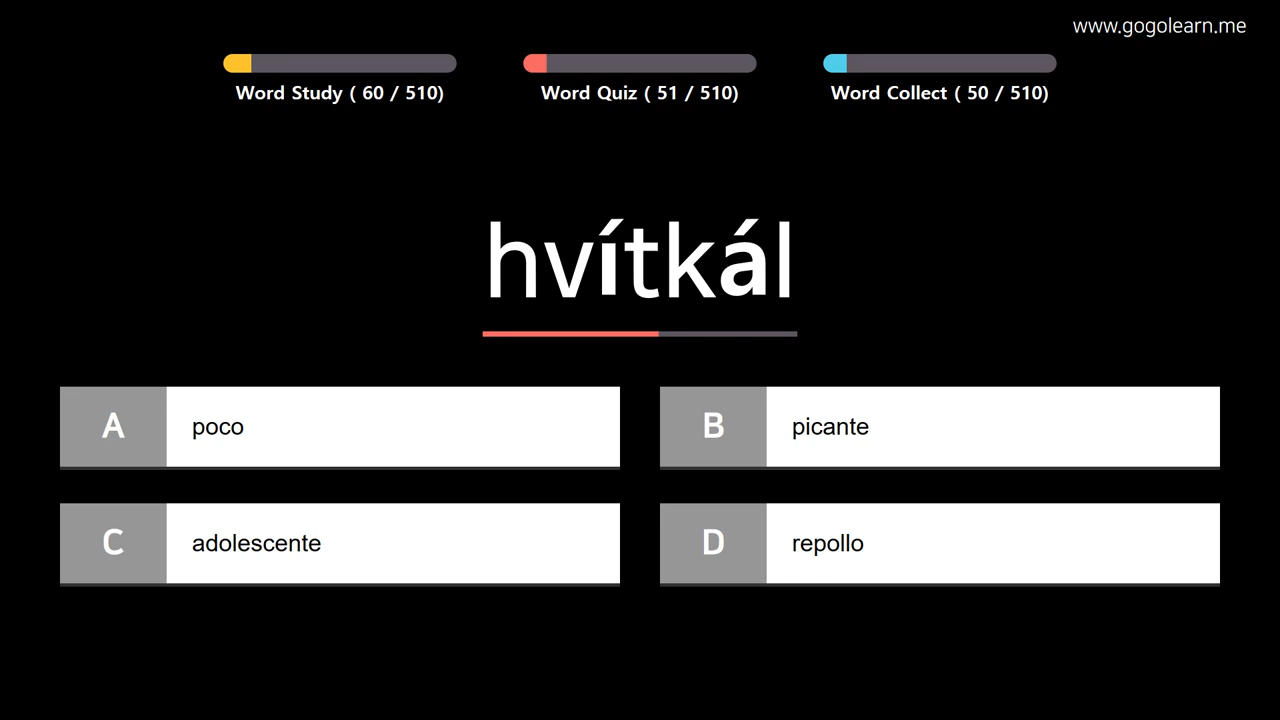 www.gogolearn.me
Word Study ( 60 / 510)
Word Quiz ( 51 / 510)
Word Collect ( 50 / 510)
hvítkál
A poco
B picante
C adolescente
D repollo